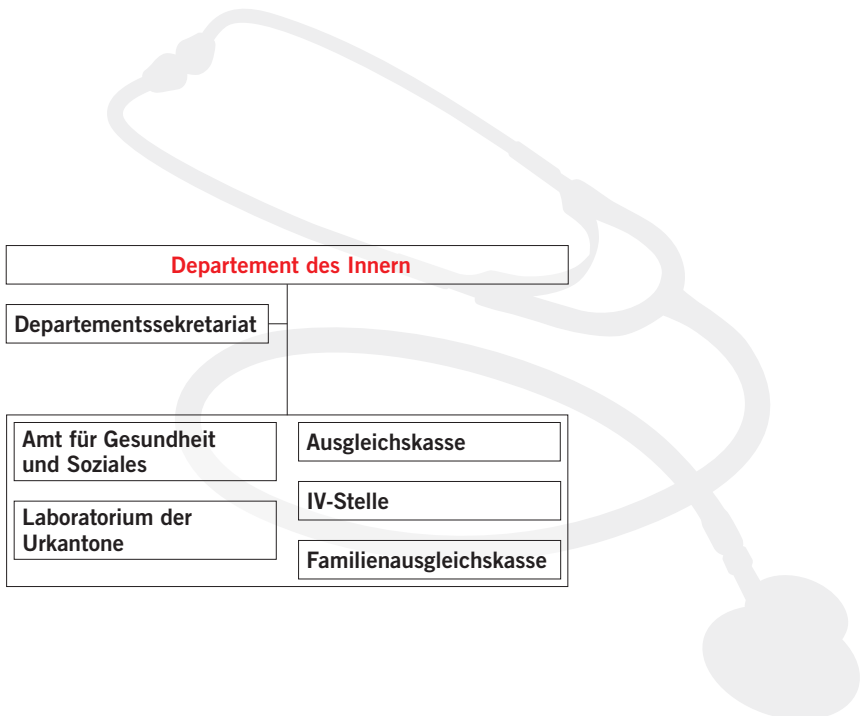 Departement des Innern
Departementssekretariat
Amt für Gesundheit
und Soziales
Laboratorium der
Urkantone
Ausgleichskasse
IV-Stelle
Familienausgleichskasse